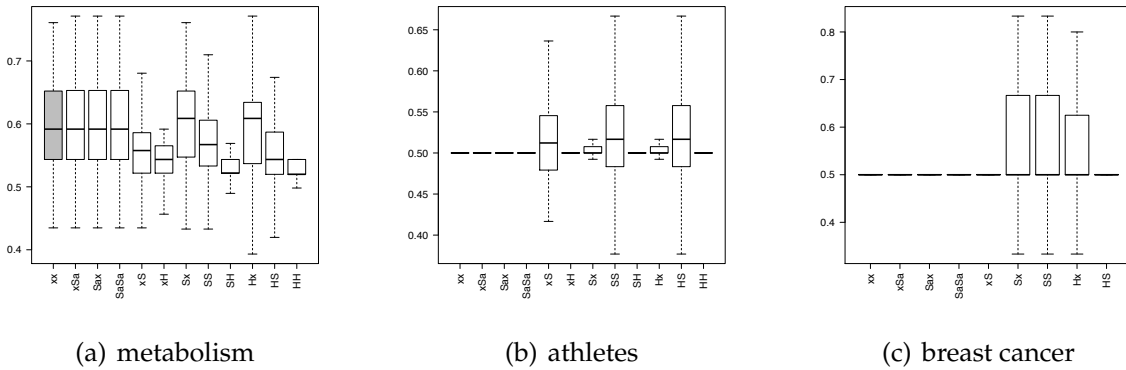 0.7
0.6
0.5
0.4
xx xSa Sax SaSa xS xH Sx SS SH Hx HS HH
(a) metabolism
0.65
0.60
0.55
0.50
0.45
0.40
xx xSa Sax SaSa xS xH Sx SS SH Hx HS HH
(b) athletes
0.8
0.7
0.6
0.5
0.4
xx xSa Sax SaSa xS Sx SS Hx HS
(c) breast cancer